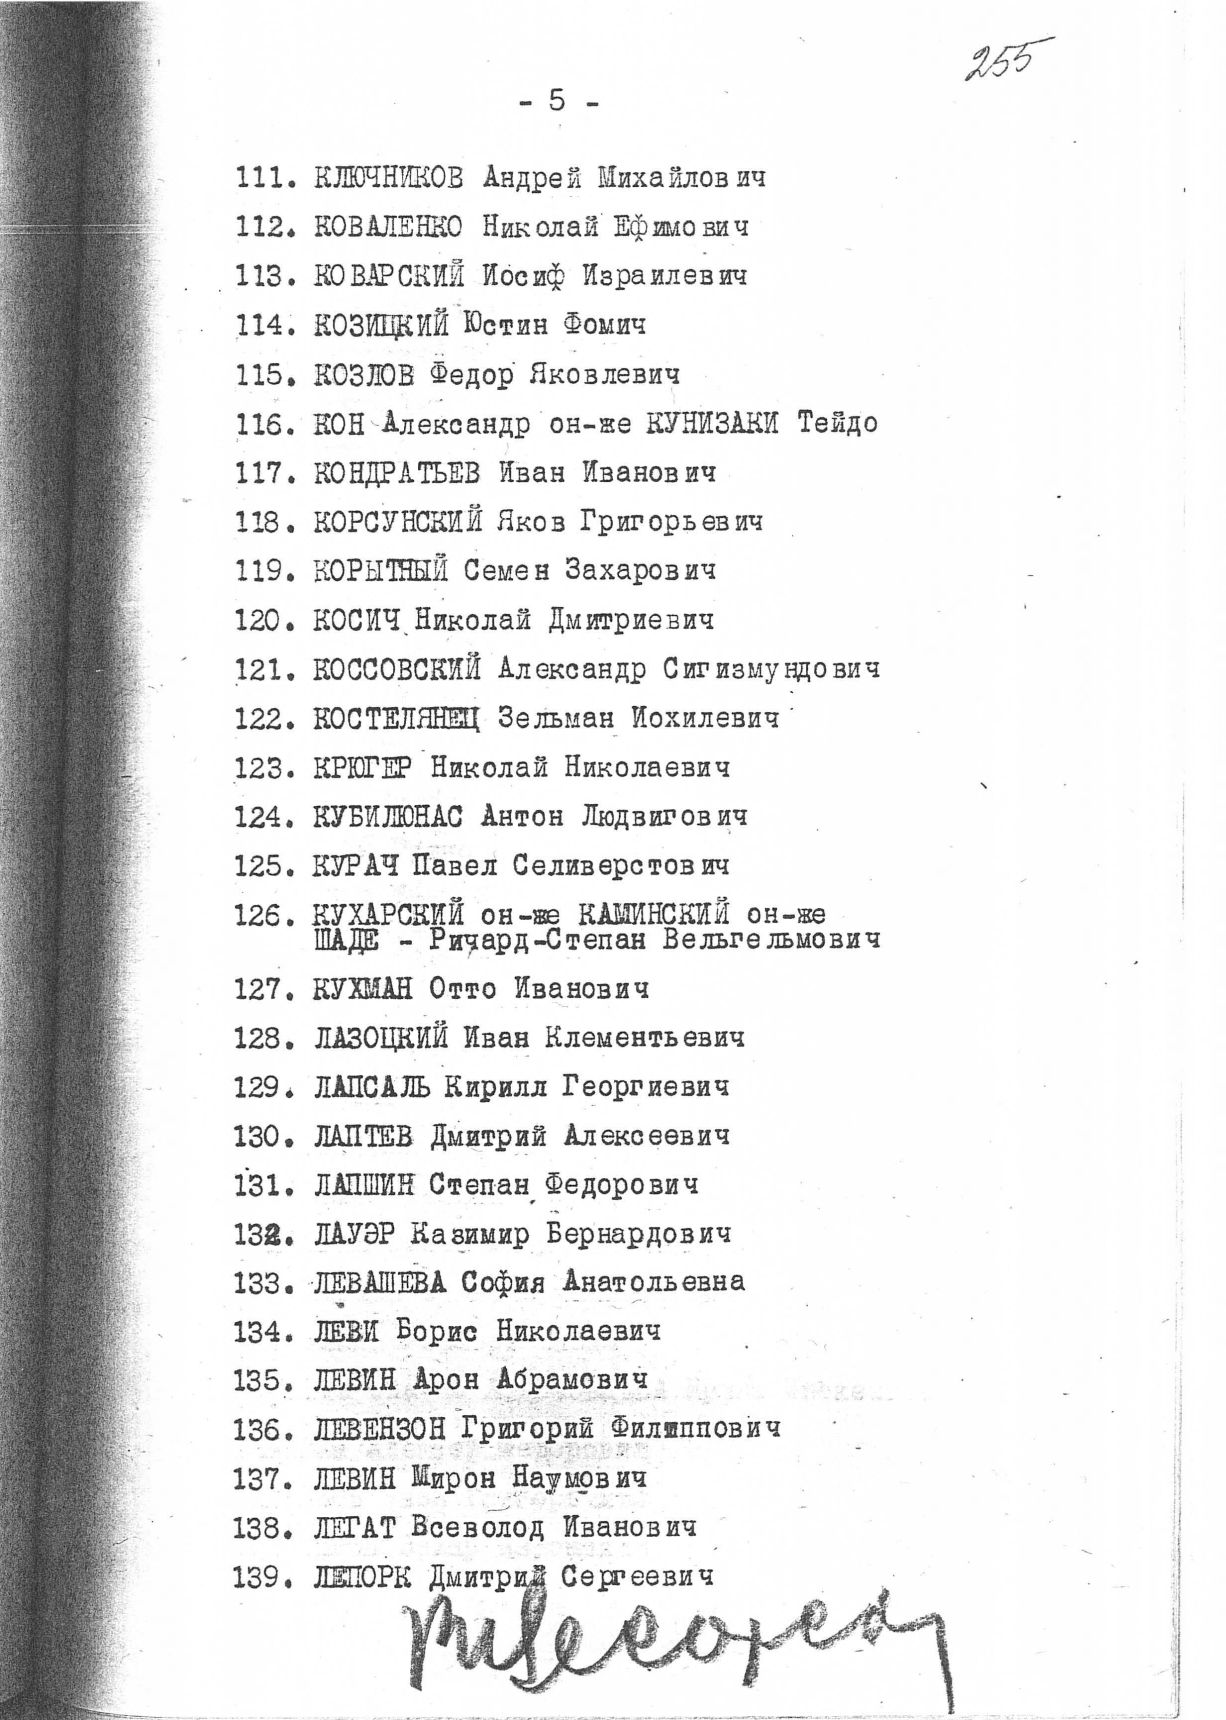 255
- 5 -
111. КЛЮЧНИКОВ Андрей Михайлович
112. КОВАЛЕНКО Николай Ефимович
113. КОВАРСКИЙ Иосиф Израилевич
114. КОЗИЦКИЙ Юстин Фомич
115. КОЗЛОВ Федор Яковлевич
116. КОН Александр он-же КУНИЗАКИ Тейдо
117. КОНДРАТЬЕВ Иван Иванович
118. КОРСУНСКИЙ Яков Григорьевич
119. КОРЫТНЫЙ Семен Захарович
120. КОСИЧ Николай Дмитриевич
121. КОССОВСКИЙ Александр Сигизмундович
122. КОСТЕЛЯНЕЦ Зельман Иохилевич
123. КРЮГЕР Николай Николаевич
124. КУБИЛЮНАС Антон Людвигович
125. КУРАЧ Павел Селиверстович
126. КУХАРСКИЙ он-же КАМИНСКИЙ он-же
ШАДЕ - Ричард-Степан Вельгельмович
127. КУХМАН Отто Иванович
128. ЛАЗОЦКИЙ Иван Клементьевич
129. ЛАПСАЛЬ Кирилл Георгиевич
130. ЛАПТЕВ Дмитрий Алексеевич
131. ЛАПШИН Степан Федорович
132. ЛАУЭР Казимир Бернардович
133. ЛЕВАШЕВА София Анатольевна
134. ЛЕВИ Борис Николаевич
135. ЛЕВИН Арон Абрамович
136. ЛЕВЕНЗОН Григорий Филиппович
137. ЛЕВИН Мирон Наумович
138. ЛЕГАТ Всеволод Иванович
139. ЛЕПОРК Дмитрий Сергеевич